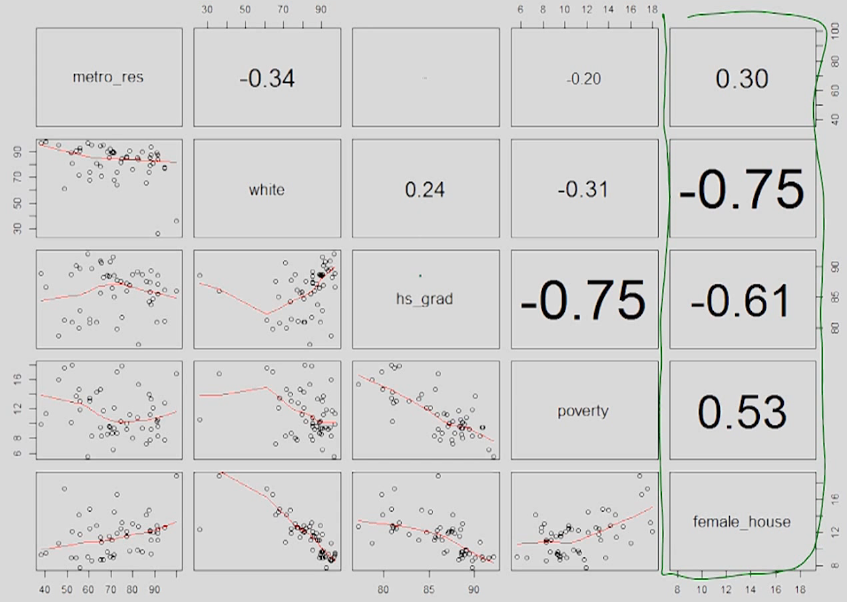 30 50 70 90
6 8 10 12 14 16 18
metro_res -0.34 -0.20 0.30
40 60 80 100
30 50 70 90
white 0.24 -0.31 -0.75
hs_grad -0.75 -0.61
80 85 90
6 8 12 16
poverty 0.53
female_house
8 12 16
40 50 60 70 80 90
80 85 90
8 10 12 14 16 18